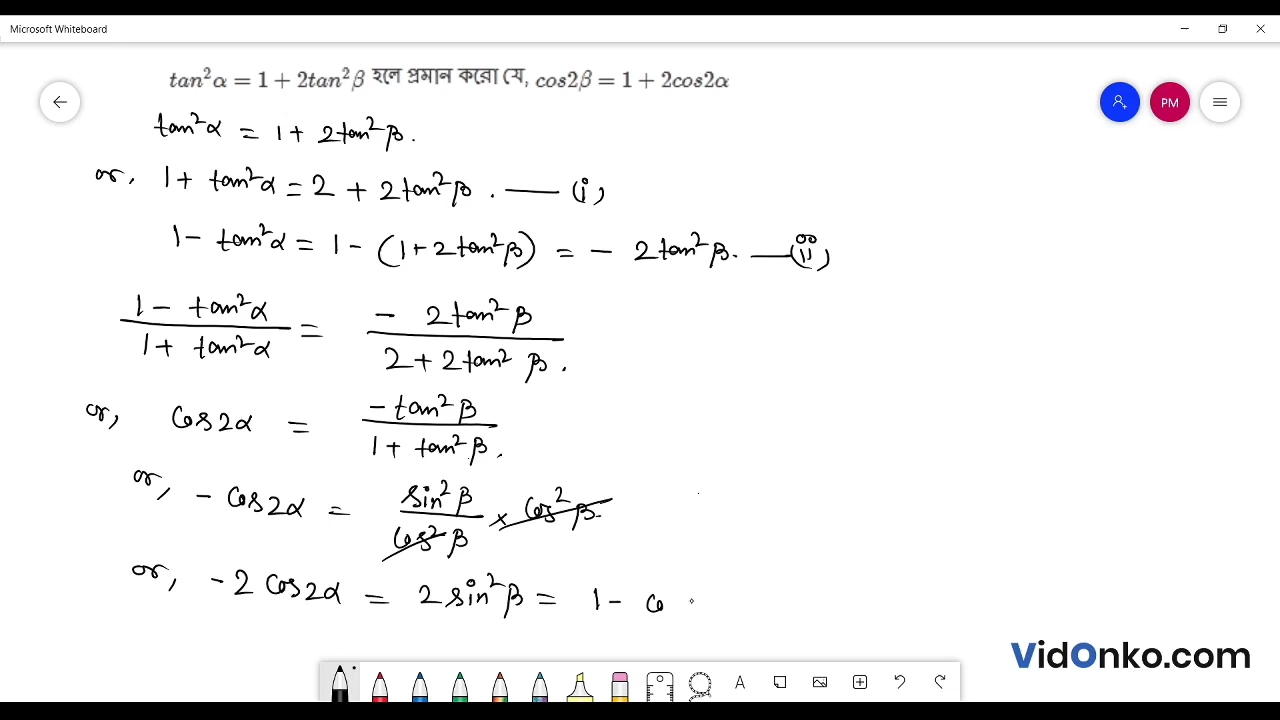 Microsoft Whiteboard
tan²α = 1 + 2tan²β হলে প্রমান করো যে, cos2β = 1 + 2cos2α
PM
tan²α = 1 + 2tan²β.
or, 1 + tan²α = 2 + 2tan²β. — (i)
1 - tan²α = 1 - (1 + 2tan²β) = - 2tan²β. — (ii)
(1 - tan²α)/(1 + tan²α) = (- 2tan²β)/(2 + 2tan²β).
or, cos2α = (-tan²β)/(1 + tan²β).
or, - cos2α = (sin²β)/(cos²β) × cos²β.
or, -2 cos2α = 2 sin²β = 1 - co
VidOnko.com
A